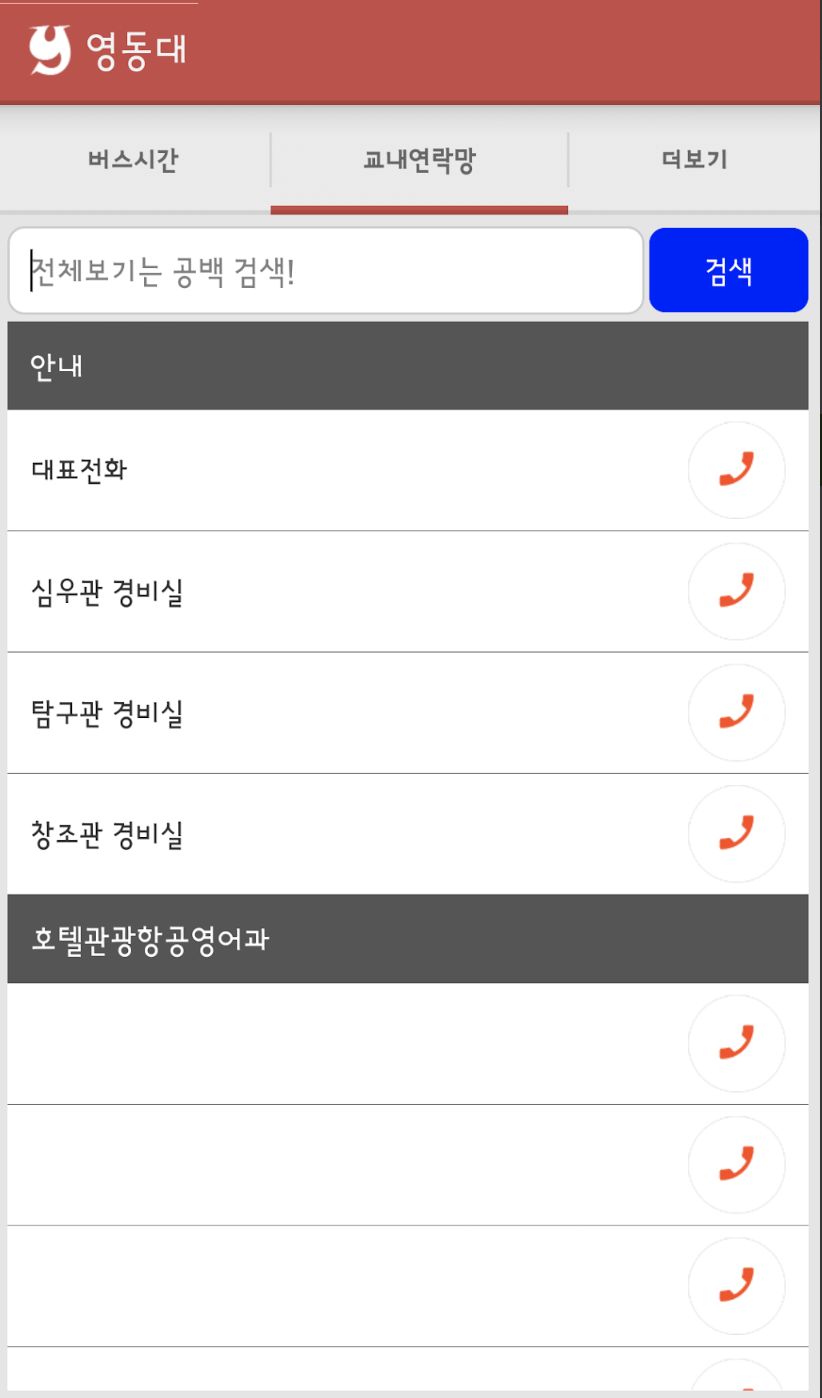 영동대
버스시간
교내연락망
더보기
전체보기는 공백 검색!
검색
안내
대표전화
심우관 경비실
탐구관 경비실
창조관 경비실
호텔관광항공영어과